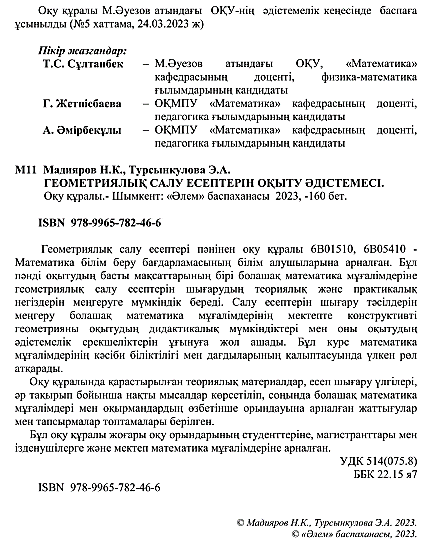 Оқу құралы М.Әуезов атындағы ОҚУ-нің әдістемелік кеңесінде баспаға
ұсынылды (№5 хаттама, 24.03.2023 ж)
Пікір жазғандар:
Т.С. Сұлтанбек – М.Әуезов атындағы ОҚУ, «Математика»
кафедрасының доценті, физика-математика
ғылымдарының кандидаты
Г. Жетпісбаева – ОҚМПУ «Математика» кафедрасының доценті,
педагогика ғылымдарының кандидаты
А. Әмірбекұлы – ОҚМПУ «Математика» кафедрасының доценті,
педагогика ғылымдарының кандидаты
М11 Мадияров Н.К., Турсынкулова Э.А.
ГЕОМЕТРИЯЛЫҚ САЛУ ЕСЕПТЕРІН ОҚЫТУ ӘДІСТЕМЕСІ.
Оқу құралы.- Шымкент: «Әлем» баспаханасы 2023, -160 бет.
ISBN 978-9965-782-46-6
Геометриялық салу есептері пәнінен оқу құралы 6В01510, 6В05410 -
Математика білім беру бағдарламасының білім алушыларына арналған. Бұл
пәнді оқытудың басты мақсаттарының бірі болашақ математика мұғалімдеріне
геометриялық салу есептерін шығарудың теориялық және практикалық
негіздерін меңгеруге мүмкіндік береді. Салу есептерін шығару тәсілдерін
меңгеру болашақ математика мұғалімдерінің мектепте конструктивті
геометрияны оқытудың дидактикалық мүмкіндіктері мен оны оқытудың
әдістемелік ерекшеліктерін ұғынуға жол ашады. Бұл курс математика
мұғалімдерінің кәсіби біліктілігі мен дағдыларының қалыптасуында үлкен рөл
атқарады.
Оқу құралында қарастырылған теориялық материалдар, есеп шығару үлгілері,
әр тақырып бойынша нақты мысалдар көрсетіліп, соңында болашақ математика
мұғалімдері мен оқырмандардың өзбетінше орындауына арналған жаттығулар
мен тапсырмалар топтамалары берілген.
Бұл оқу құралы жоғары оқу орындарының студенттеріне, магистранттары мен
ізденушілерге және мектеп математика мұғалімдеріне арналған.
УДК 514(075.8)
ББК 22.15 я7
ISBN 978-9965-782-46-6
© Мадияров Н.К., Турсынкулова Э.А. 2023.
© «Әлем» баспаханасы, 2023.